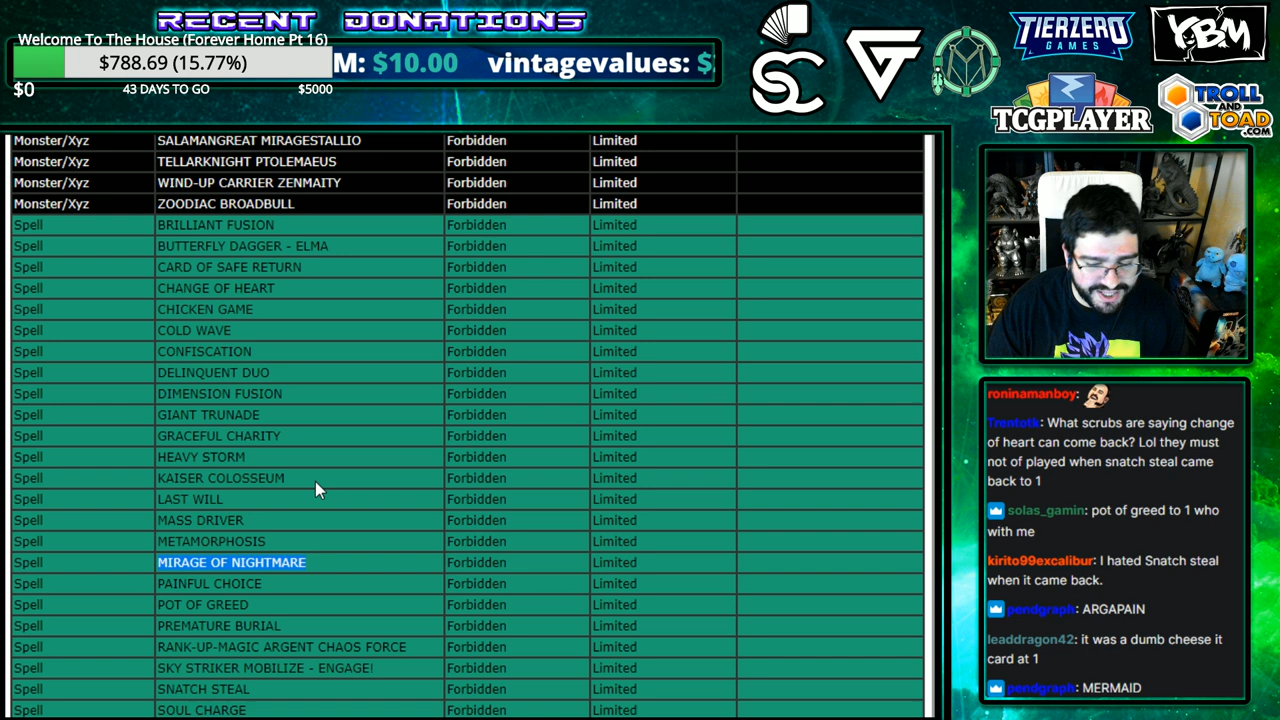 RECENT DONATIONS
Welcome To The House (Forever Home Pt 16)
$788.69 (15.77%)
$0 43 DAYS TO GO $5000
M: $10.00 vintagevalues: $
SC
TIERZERO
GAMES
YBM
TCGPLAYER
TROLL
AND
TOAD
.COM
Monster/Xyz SALAMANGREAT MIRAGESTALLIO Forbidden Limited
Monster/Xyz TELLARKNIGHT PTOLEMAEUS Forbidden Limited
Monster/Xyz WIND-UP CARRIER ZENMAITY Forbidden Limited
Monster/Xyz ZOODIAC BROADBULL Forbidden Limited
Spell BRILLIANT FUSION Forbidden Limited
Spell BUTTERFLY DAGGER - ELMA Forbidden Limited
Spell CARD OF SAFE RETURN Forbidden Limited
Spell CHANGE OF HEART Forbidden Limited
Spell CHICKEN GAME Forbidden Limited
Spell COLD WAVE Forbidden Limited
Spell CONFISCATION Forbidden Limited
Spell DELINQUENT DUO Forbidden Limited
Spell DIMENSION FUSION Forbidden Limited
Spell GIANT TRUNADE Forbidden Limited
Spell GRACEFUL CHARITY Forbidden Limited
Spell HEAVY STORM Forbidden Limited
Spell KAISER COLOSSEUM Forbidden Limited
Spell LAST WILL Forbidden Limited
Spell MASS DRIVER Forbidden Limited
Spell METAMORPHOSIS Forbidden Limited
Spell MIRAGE OF NIGHTMARE Forbidden Limited
Spell PAINFUL CHOICE Forbidden Limited
Spell POT OF GREED Forbidden Limited
Spell PREMATURE BURIAL Forbidden Limited
Spell RANK-UP-MAGIC ARGENT CHAOS FORCE Forbidden Limited
Spell SKY STRIKER MOBILIZE - ENGAGE! Forbidden Limited
Spell SNATCH STEAL Forbidden Limited
Spell SOUL CHARGE Forbidden Limited
roninamanboy:
Trentotk: What scrubs are saying change
of heart can come back? Lol they must
not of played when snatch steal came
back to 1
solas_gamin: pot of greed to 1 who
with me
kirito99excalibur: I hated Snatch steal
when it came back.
pendgraph: ARGAPAIN
leaddragon42: it was a dumb cheese it
card at 1
pendgraph: MERMAID